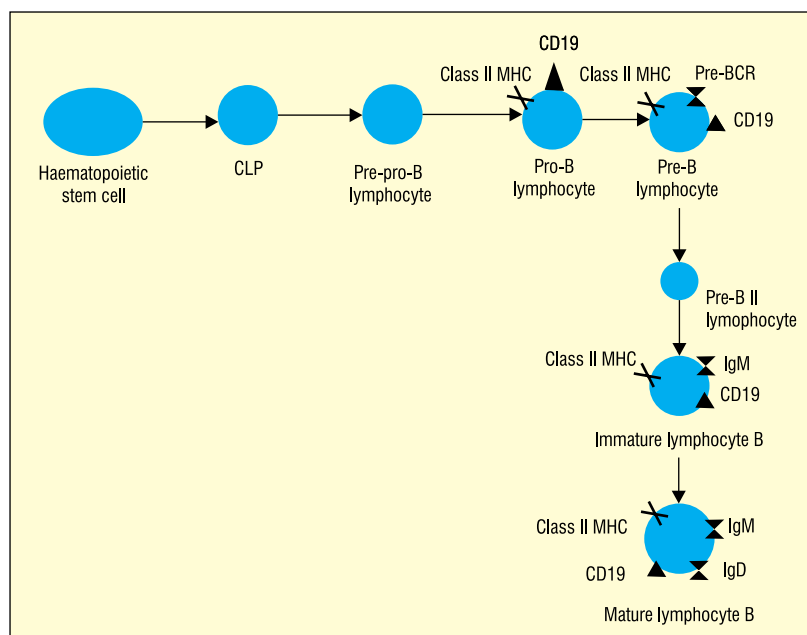 CD19
Class II MHC
Class II MHC
Pre-BCR
CD19
Haematopoietic
stem cell
CLP
Pre-pro-B
lymphocyte
Pro-B
lymphocyte
Pre-B
lymphocyte
Pre-B II
lymophocyte
Class II MHC
IgM
CD19
Immature lymphocyte B
Class II MHC
IgM
CD19
IgD
Mature lymphocyte B